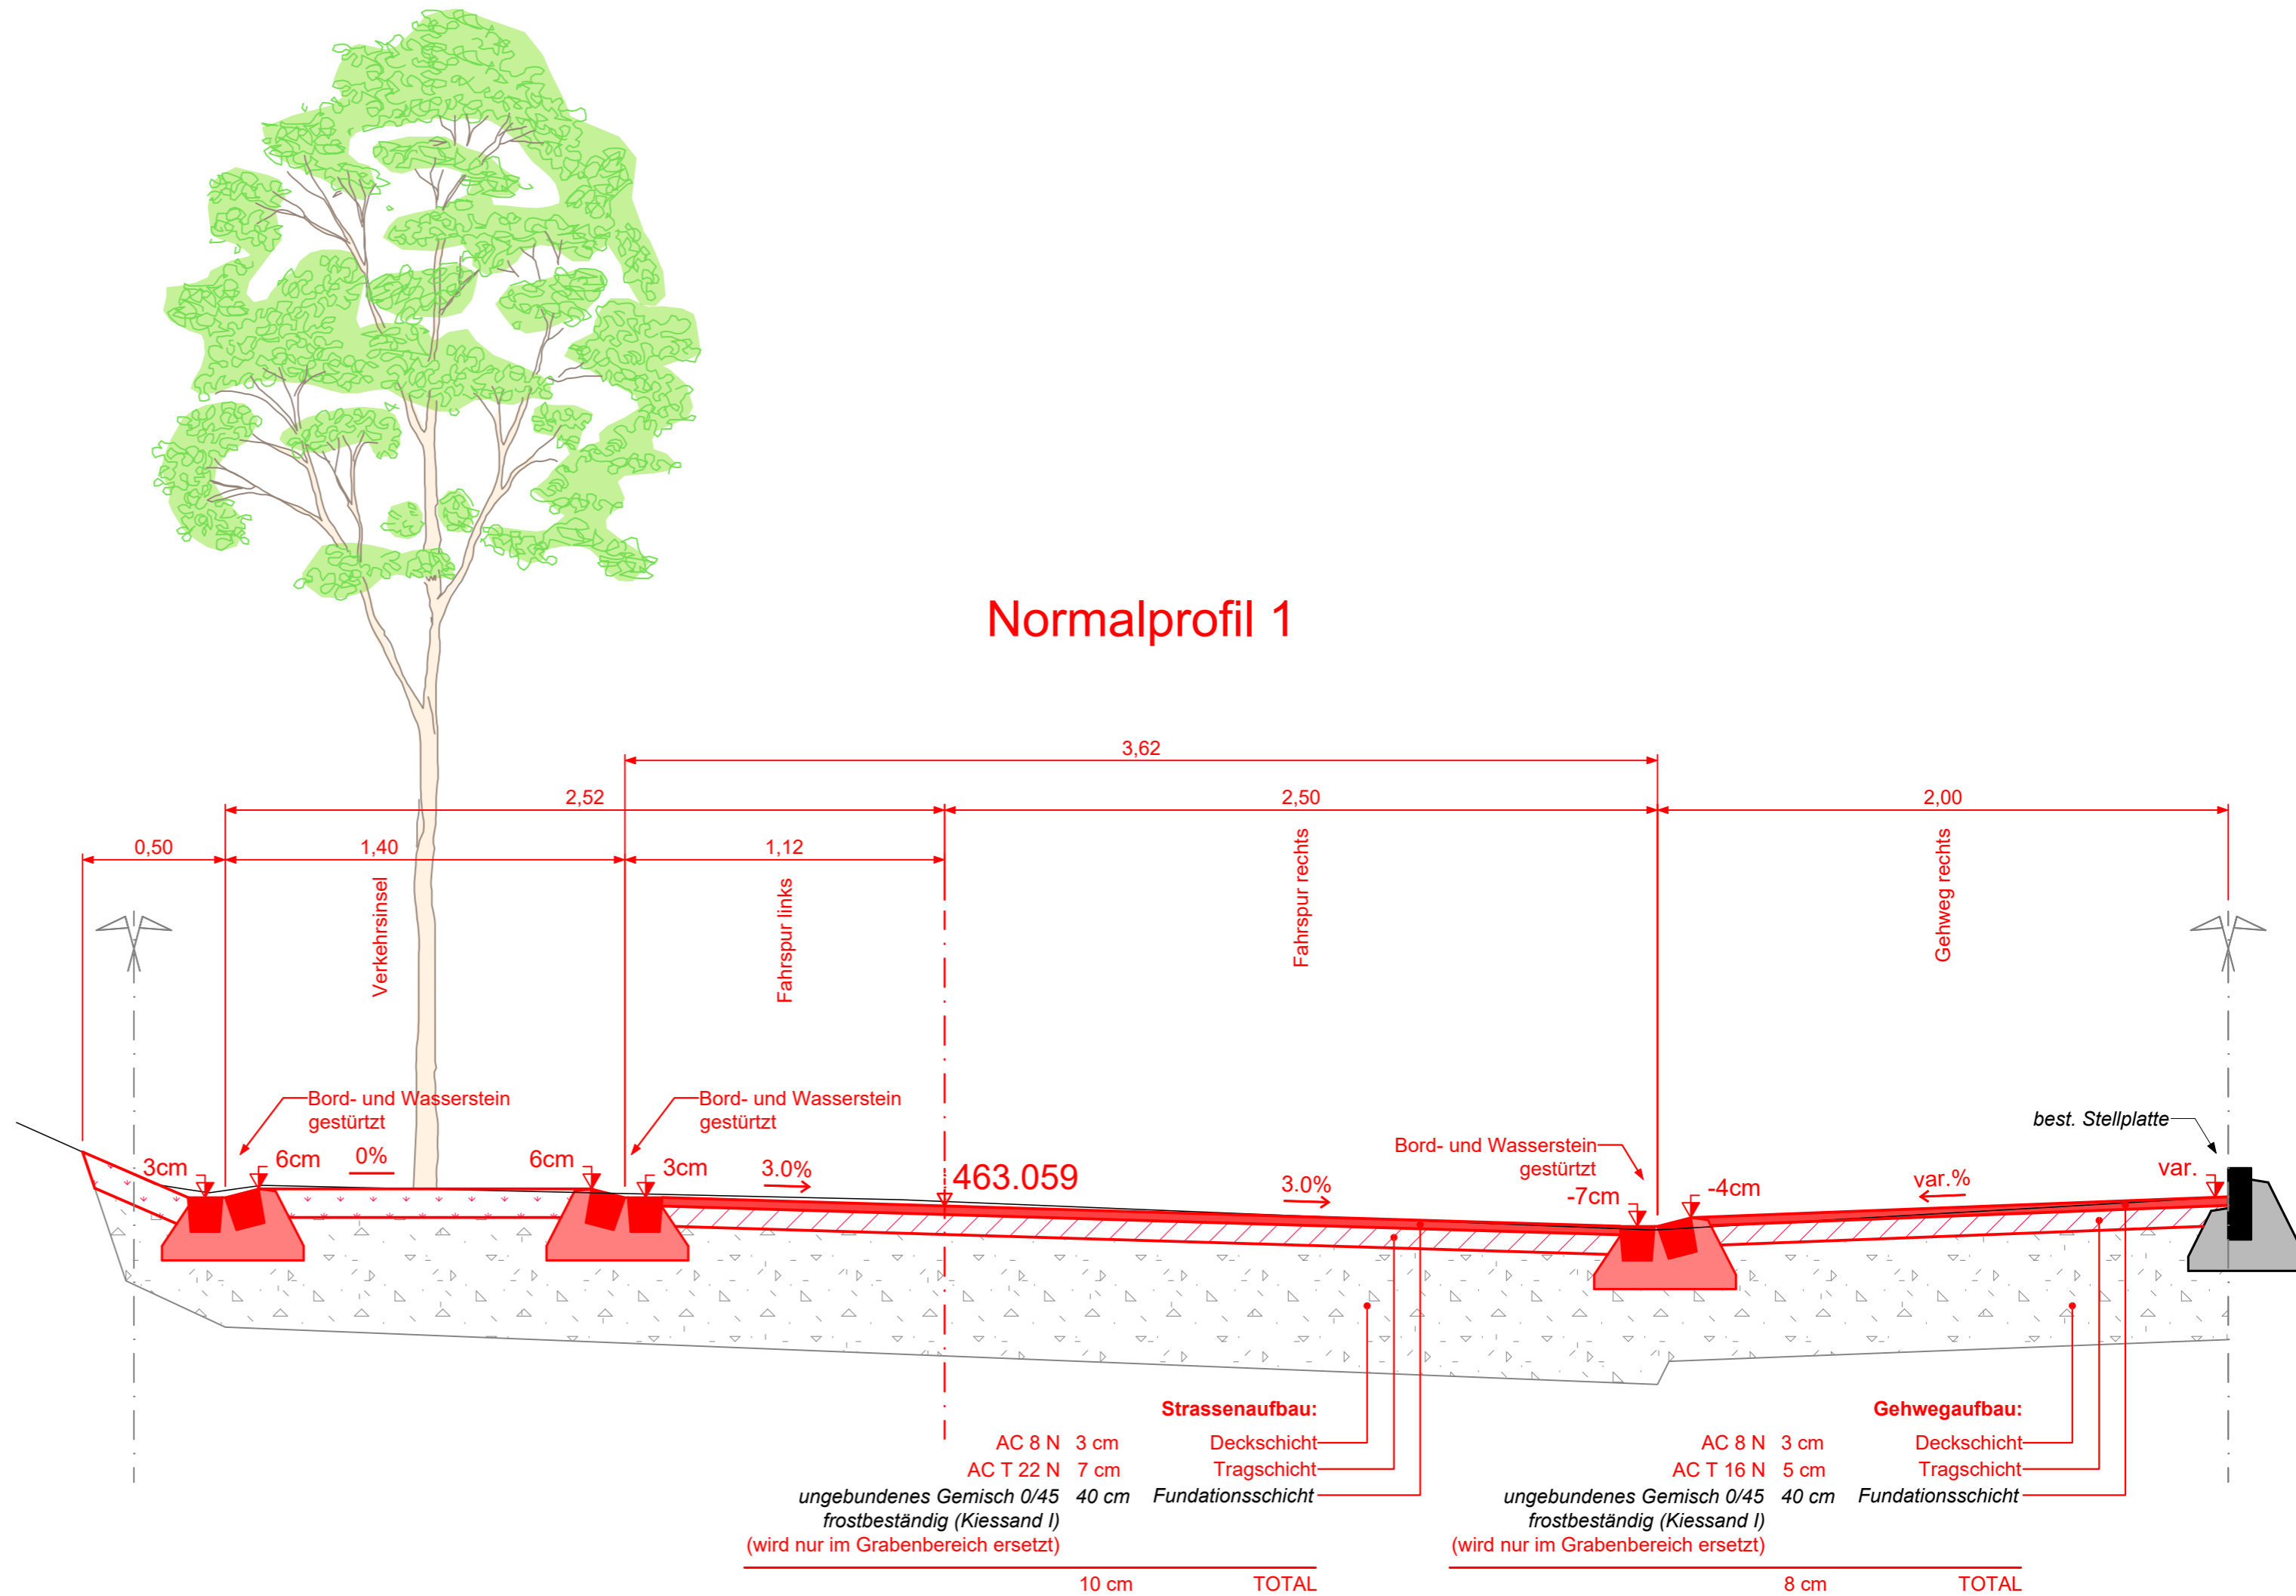 Normalprofil 1
3,62
2,52
2,50
2,00
0,50
1,40
1,12
Verkehrsinsel
Fahrspur links
Fahrspur rechts
Gehweg rechts
Bord- und Wasserstein
gestürtzt
Bord- und Wasserstein
gestürtzt
Bord- und Wasserstein
gestürtzt
best. Stellplatte
3cm
6cm
0%
6cm
3cm
3.0%
463.059
3.0%
-7cm
-4cm
var.%
var.
Strassenaufbau:
AC 8 N 3 cm Deckschicht
AC T 22 N 7 cm Tragschicht
ungebundenes Gemisch 0/45 40 cm Fundationsschicht
frostbeständig (Kiessand I)
(wird nur im Grabenbereich ersetzt)
10 cm TOTAL
Gehwegaufbau:
AC 8 N 3 cm Deckschicht
AC T 16 N 5 cm Tragschicht
ungebundenes Gemisch 0/45 40 cm Fundationsschicht
frostbeständig (Kiessand I)
(wird nur im Grabenbereich ersetzt)
8 cm TOTAL